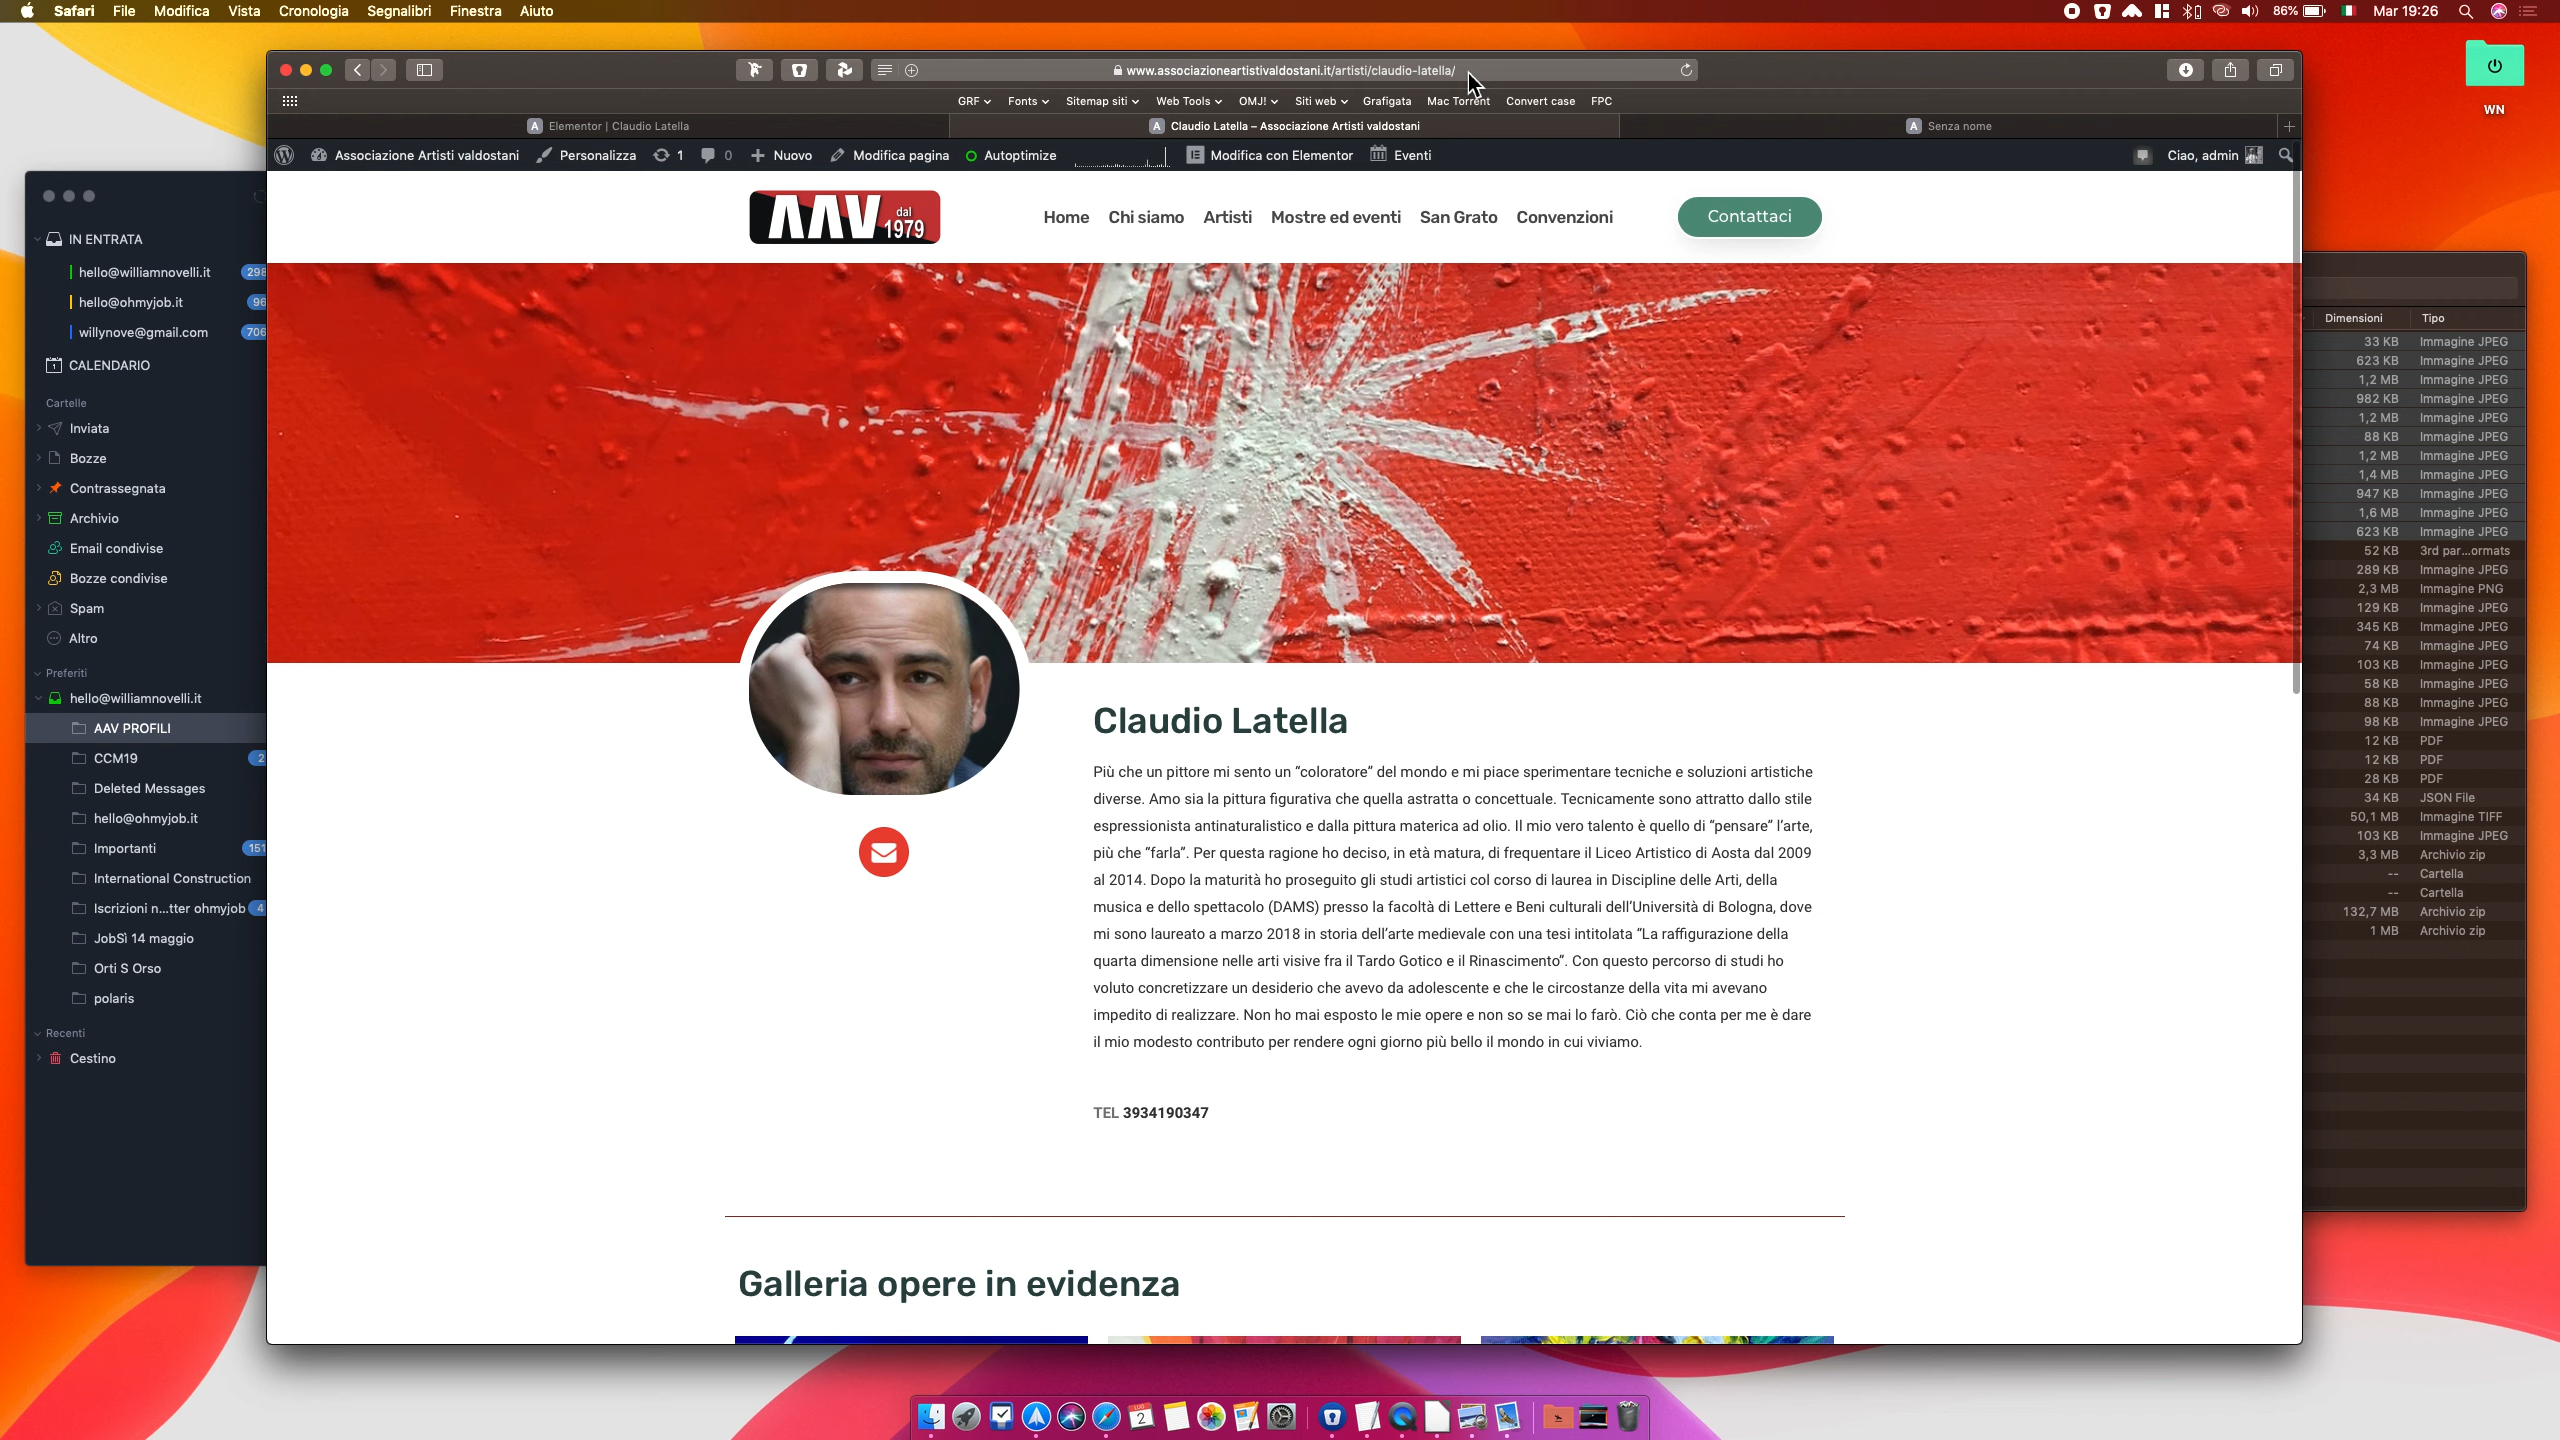 Safari File Modifica Vista Cronologia Segnalibri Finestra Aiuto
86% Mar 19:26
WN
www.associazioneartistivaldostani.it/artisti/claudio-latella/
GRF Fonts Sitemap siti Web Tools OMJ! Siti web Grafigata Mac Torrent Convert case FPC
A Elementor | Claudio Latella
A Claudio Latella – Associazione Artisti valdostani
A Senza nome
Associazione Artisti valdostani Personalizza 1 0 Nuovo Modifica pagina Autoptimize Modifica con Elementor Eventi Ciao, admin
AAV dal 1979
Home Chi siamo Artisti Mostre ed eventi San Grato Convenzioni Contattaci
IN ENTRATA
hello@williamnovelli.it 298
hello@ohmyjob.it 96
willynove@gmail.com 706
CALENDARIO
Cartelle
Inviata
Bozze
Contrassegnata
Archivio
Email condivise
Bozze condivise
Spam
Altro
Preferiti
hello@williamnovelli.it
AAV PROFILI
CCM19 2
Deleted Messages
hello@ohmyjob.it
Importanti 151
International Construction
Iscrizioni n...tter ohmyjob 4
JobSì 14 maggio
Orti S Orso
polaris
Recenti
Cestino
Claudio Latella
Più che un pittore mi sento un “coloratore” del mondo e mi piace sperimentare tecniche e soluzioni artistiche
diverse. Amo sia la pittura figurativa che quella astratta o concettuale. Tecnicamente sono attratto dallo stile
espressionista antinaturalistico e dalla pittura materica ad olio. Il mio vero talento è quello di “pensare” l’arte,
più che “farla”. Per questa ragione ho deciso, in età matura, di frequentare il Liceo Artistico di Aosta dal 2009
al 2014. Dopo la maturità ho proseguito gli studi artistici col corso di laurea in Discipline delle Arti, della
musica e dello spettacolo (DAMS) presso la facoltà di Lettere e Beni culturali dell’Università di Bologna, dove
mi sono laureato a marzo 2018 in storia dell’arte medievale con una tesi intitolata “La raffigurazione della
quarta dimensione nelle arti visive fra il Tardo Gotico e il Rinascimento”. Con questo percorso di studi ho
voluto concretizzare un desiderio che avevo da adolescente e che le circostanze della vita mi avevano
impedito di realizzare. Non ho mai esposto le mie opere e non so se mai lo farò. Ciò che conta per me è dare
il mio modesto contributo per rendere ogni giorno più bello il mondo in cui viviamo.
TEL 3934190347
Galleria opere in evidenza
Dimensioni Tipo
33 KB Immagine JPEG
623 KB Immagine JPEG
1,2 MB Immagine JPEG
982 KB Immagine JPEG
1,2 MB Immagine JPEG
88 KB Immagine JPEG
1,2 MB Immagine JPEG
1,4 MB Immagine JPEG
947 KB Immagine JPEG
1,6 MB Immagine JPEG
623 KB Immagine JPEG
52 KB 3rd par...ormats
289 KB Immagine JPEG
2,3 MB Immagine PNG
129 KB Immagine JPEG
345 KB Immagine JPEG
74 KB Immagine JPEG
103 KB Immagine JPEG
58 KB Immagine JPEG
88 KB Immagine JPEG
98 KB Immagine JPEG
12 KB PDF
12 KB PDF
28 KB PDF
34 KB JSON File
50,1 MB Immagine TIFF
103 KB Immagine JPEG
3,3 MB Archivio zip
-- Cartella
-- Cartella
132,7 MB Archivio zip
1 MB Archivio zip
LUG
2